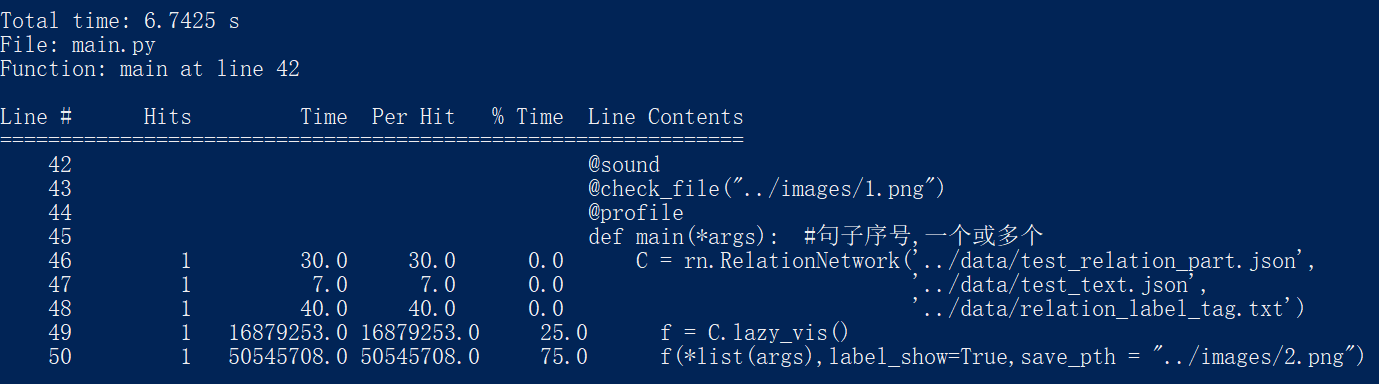 Total time: 6.7425 s
File: main.py
Function: main at line 42
Line #      Hits         Time  Per Hit   % Time  Line Contents
==============================================================
    42                                           @sound
    43                                           @check_file("../images/1.png")
    44                                           @profile
    45                                           def main(*args):  #句子序号,一个或多个
    46         1         30.0     30.0      0.0      C = rn.RelationNetwork('../data/test_relation_part.json',
    47         1          7.0      7.0      0.0                             '../data/test_text.json',
    48         1         40.0     40.0      0.0                             '../data/relation_label_tag.txt')
    49         1   16879253.0 16879253.0     25.0      f = C.lazy_vis()
    50         1   50545708.0 50545708.0     75.0      f(*list(args),label_show=True,save_pth = "../images/2.png")